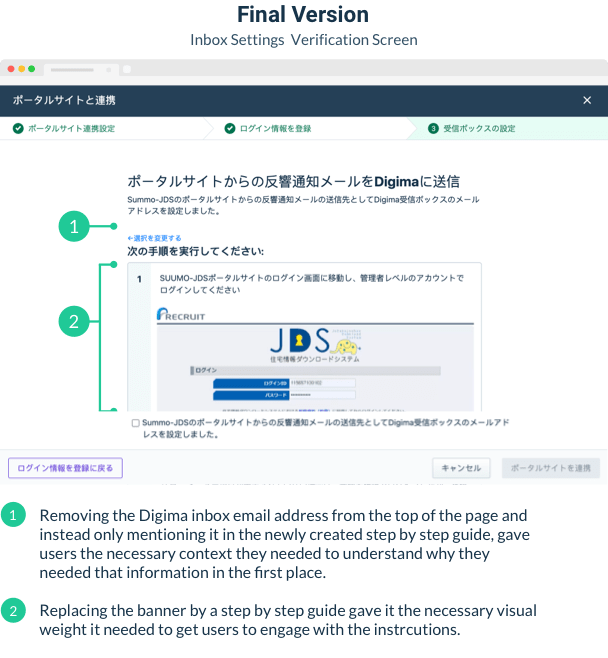 Final Version
Inbox Settings Verification Screen
ポータルサイトと連携
×
ポータルサイト連携設定
ログイン情報を登録
3 受信ボックスの設定
ポータルサイトからの反響通知メールをDigimaに送信
Summo-JDSのポータルサイトからの反響通知メールの送信先としてDigima受信ボックスのメール
アドレスを設定しました。
1
←選択を変更する
次の手順を実行してください:
2
1 SUUMO-JDSポータルサイトのログイン画面に移動し、管理者レベルのアカウントで
ログインしてください
RECRUIT
JDS
住宅情報ダウンロードシステム
ログイン
ログインID
パスワード
Summo-JDSのポータルサイトからの反響通知メールの送信先としてDigima受信ボックスのメールアド
レスを設定しました。
ログイン情報を登録に戻る
キャンセル
ポータルサイトを連携
1 Removing the Digima inbox email address from the top of the page and
instead only mentioning it in the newly created step by step guide, gave
users the necessary context they needed to understand why they
needed that information in the first place.
2 Replacing the banner by a step by step guide gave it the necessary visual
weight it needed to get users to engage with the instrcutions.